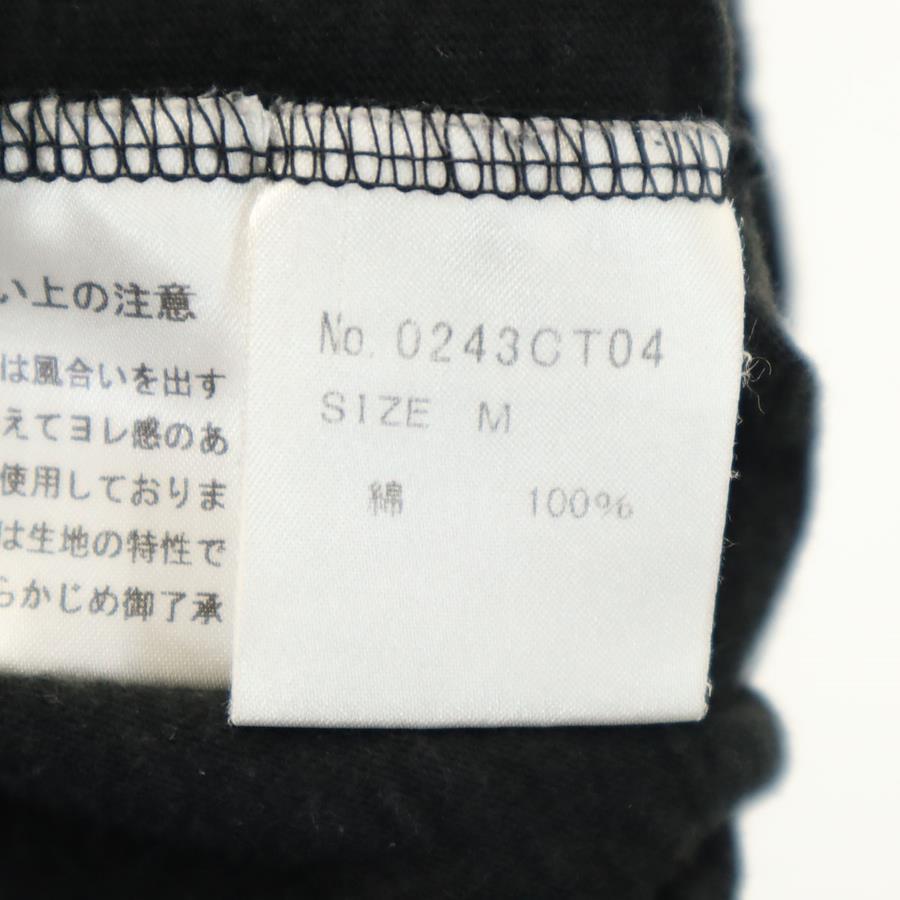 い上の注意
は風合いを出す
えてヨレ感のあ
使用しておりま
は生地の特性で
らかじめ御了承
No. 0243CT04
SIZE M
綿 100%